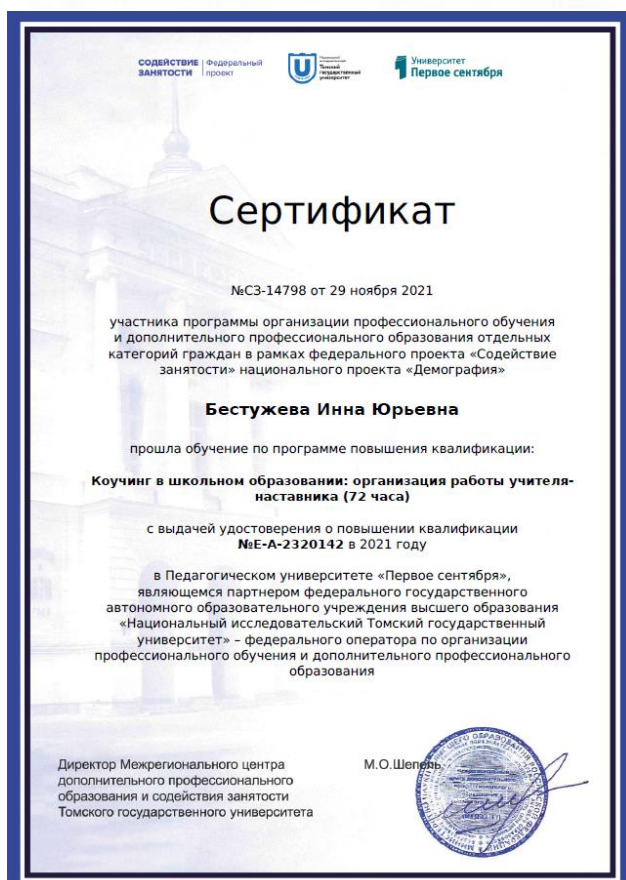 СОДЕЙСТВИЕ
ЗАНЯТОСТИ
Федеральный
проект
Томский
государственный
университет
Университет
Первое сентября
Сертификат
№СЗ-14798 от 29 ноября 2021
участника программы организации профессионального обучения
и дополнительного профессионального образования отдельных
категорий граждан в рамках федерального проекта «Содействие
занятости» национального проекта «Демография»
Бестужева Инна Юрьевна
прошла обучение по программе повышения квалификации:
Коучинг в школьном образовании: организация работы учителя-
наставника (72 часа)
с выдачей удостоверения о повышении квалификации
№Е-А-2320142 в 2021 году
в Педагогическом университете «Первое сентября»,
являющемся партнером федерального государственного
автономного образовательного учреждения высшего образования
«Национальный исследовательский Томский государственный
университет» – федерального оператора по организации
профессионального обучения и дополнительного профессионального
образования
Директор Межрегионального центра
дополнительного профессионального
образования и содействия занятости
Томского государственного университета
М.О.Шепель